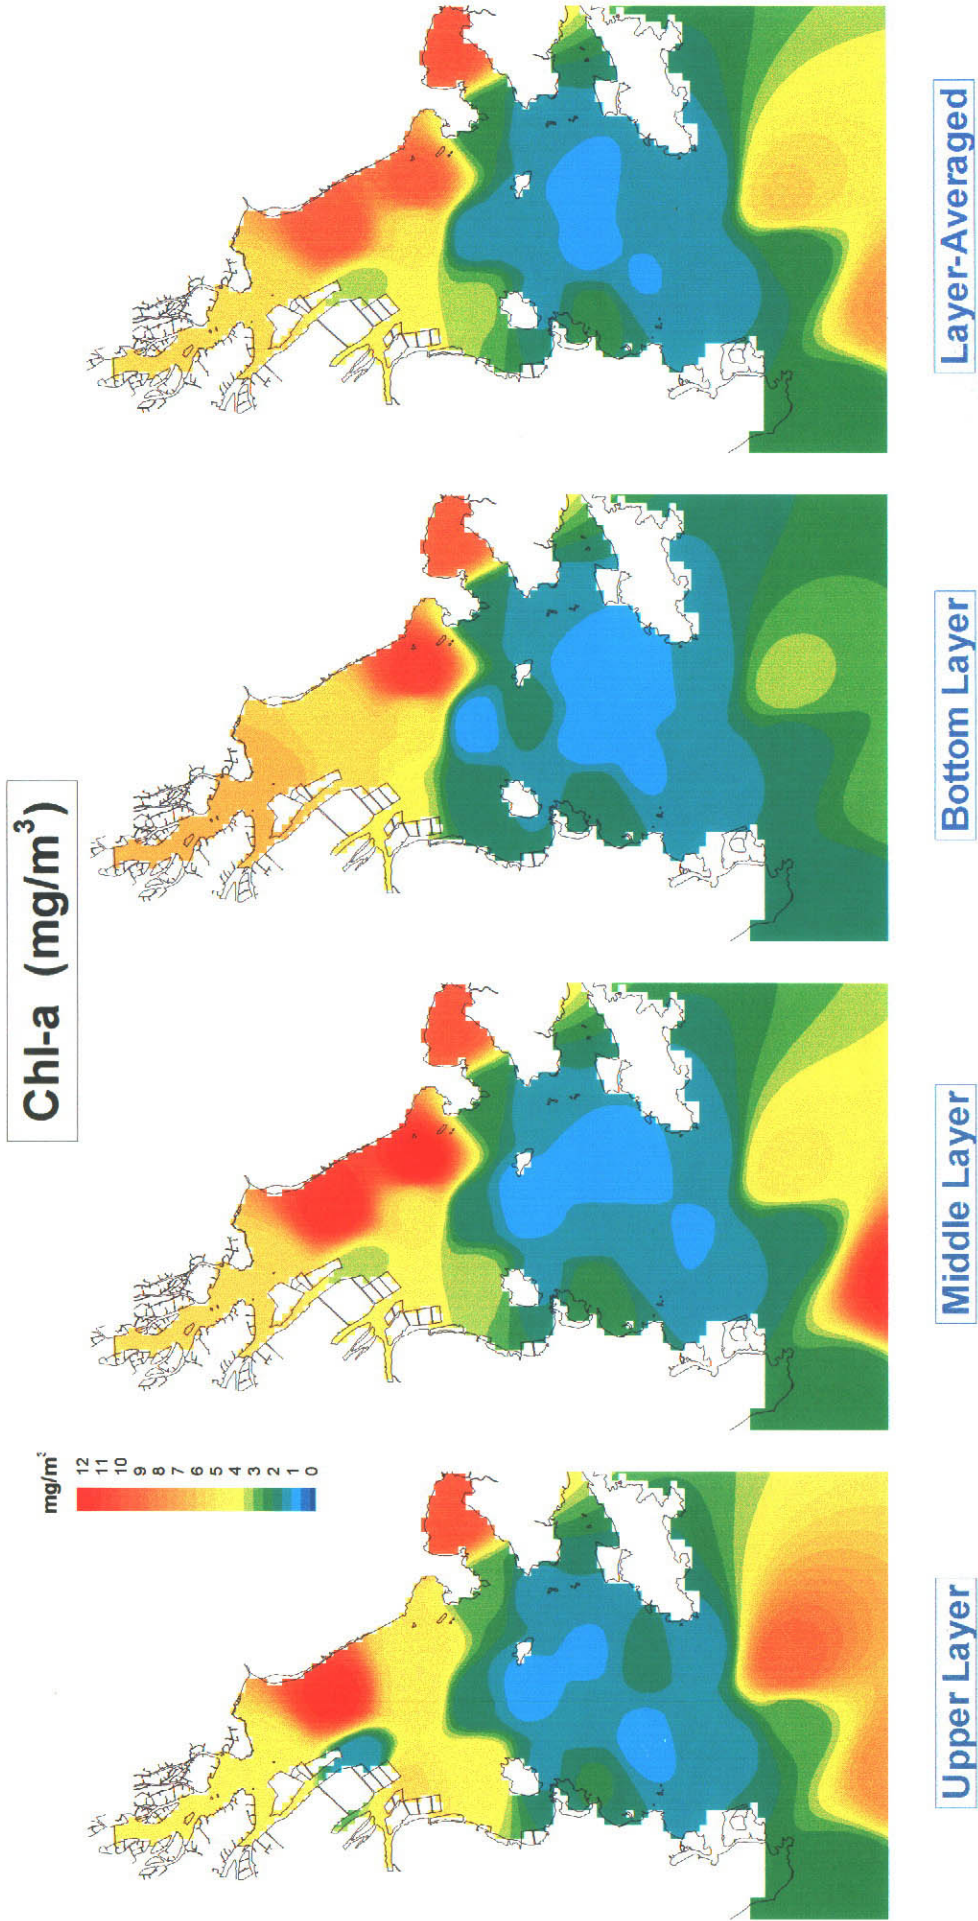 Chl-a (mg/m³)
mg/m³
12
11
10
9
8
7
6
5
4
3
2
1
0
Upper Layer
Middle Layer
Bottom Layer
Layer-Averaged